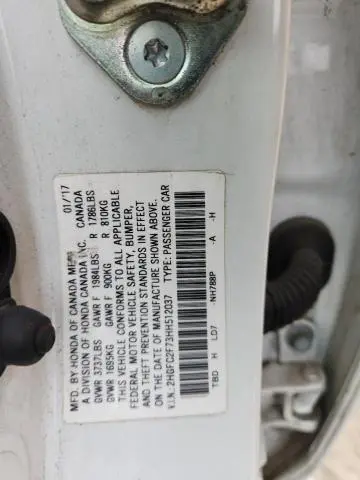 MFD. BY HONDA OF CANADA MFG. 01/17
A DIVISION OF HONDA CANADA INC. CANADA
GVWR 3737LBS GAWR F 1984LBS R 1786LBS
GVWR 1695KG GAWR F 900KG R 810KG
THIS VEHICLE CONFORMS TO ALL APPLICABLE
FEDERAL MOTOR VEHICLE SAFETY, BUMPER,
AND THEFT PREVENTION STANDARDS IN EFFECT
ON THE DATE OF MANUFACTURE SHOWN ABOVE.
V.I.N.: 2HGFC2F73HH512037 TYPE: PASSENGER CAR
NH788P -A -H
TBD H LD7